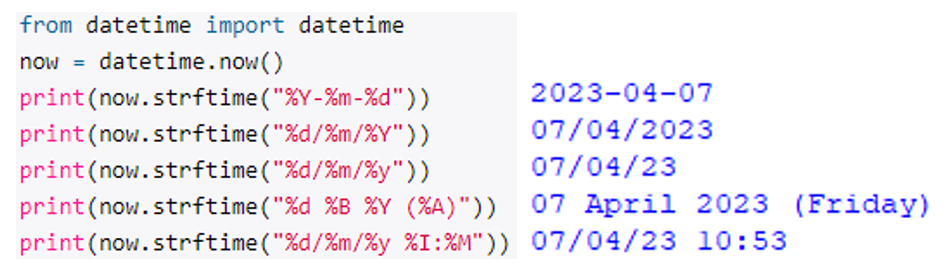 from datetime import datetime
now = datetime.now()
print(now.strftime("%Y-%m-%d")) 2023-04-07
print(now.strftime("%d/%m/%Y")) 07/04/2023
print(now.strftime("%d/%m/%y")) 07/04/23
print(now.strftime("%d %B %Y (%A)")) 07 April 2023 (Friday)
print(now.strftime("%d/%m/%y %I:%M")) 07/04/23 10:53